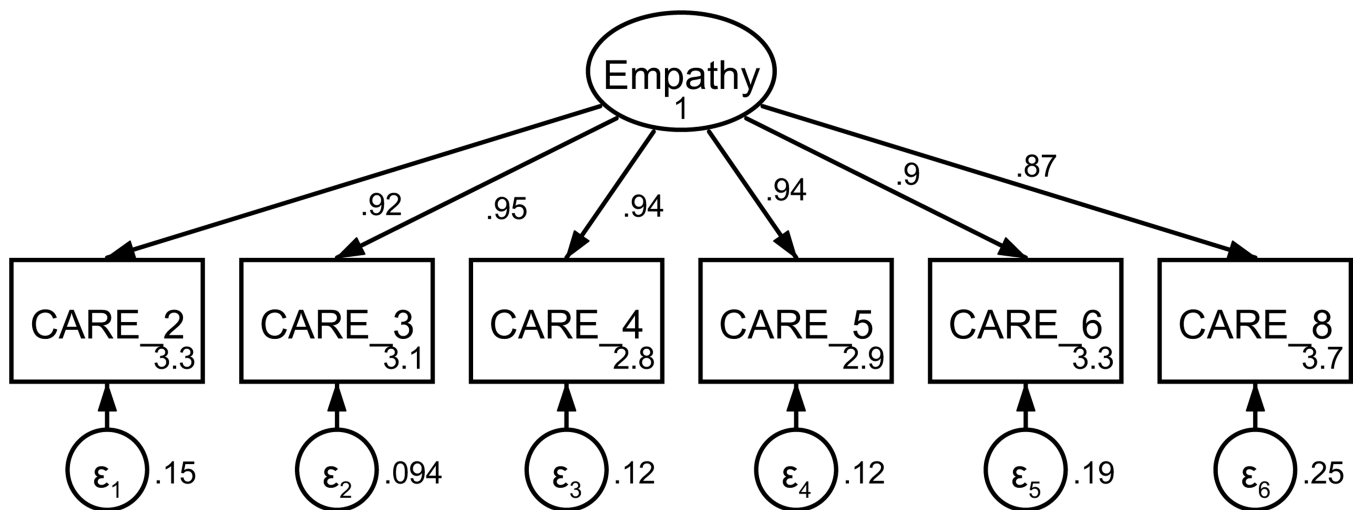 Empathy
1
.92
.95
.94
.94
.9
.87
CARE_2
3.3
CARE_3
3.1
CARE_4
2.8
CARE_5
2.9
CARE_6
3.3
CARE_8
3.7
ε₁ .15
ε₂ .094
ε₃ .12
ε₄ .12
ε₅ .19
ε₆ .25